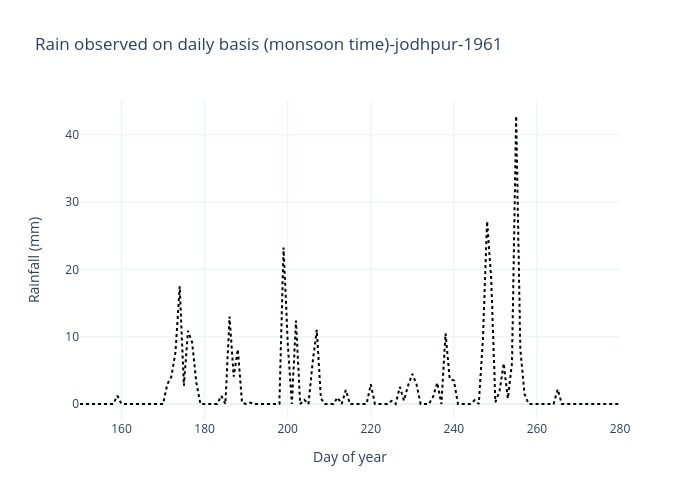 Rain observed on daily basis (monsoon time)-jodhpur-1961
40
30
20
10
0
Rainfall (mm)
160 180 200 220 240 260 280
Day of year